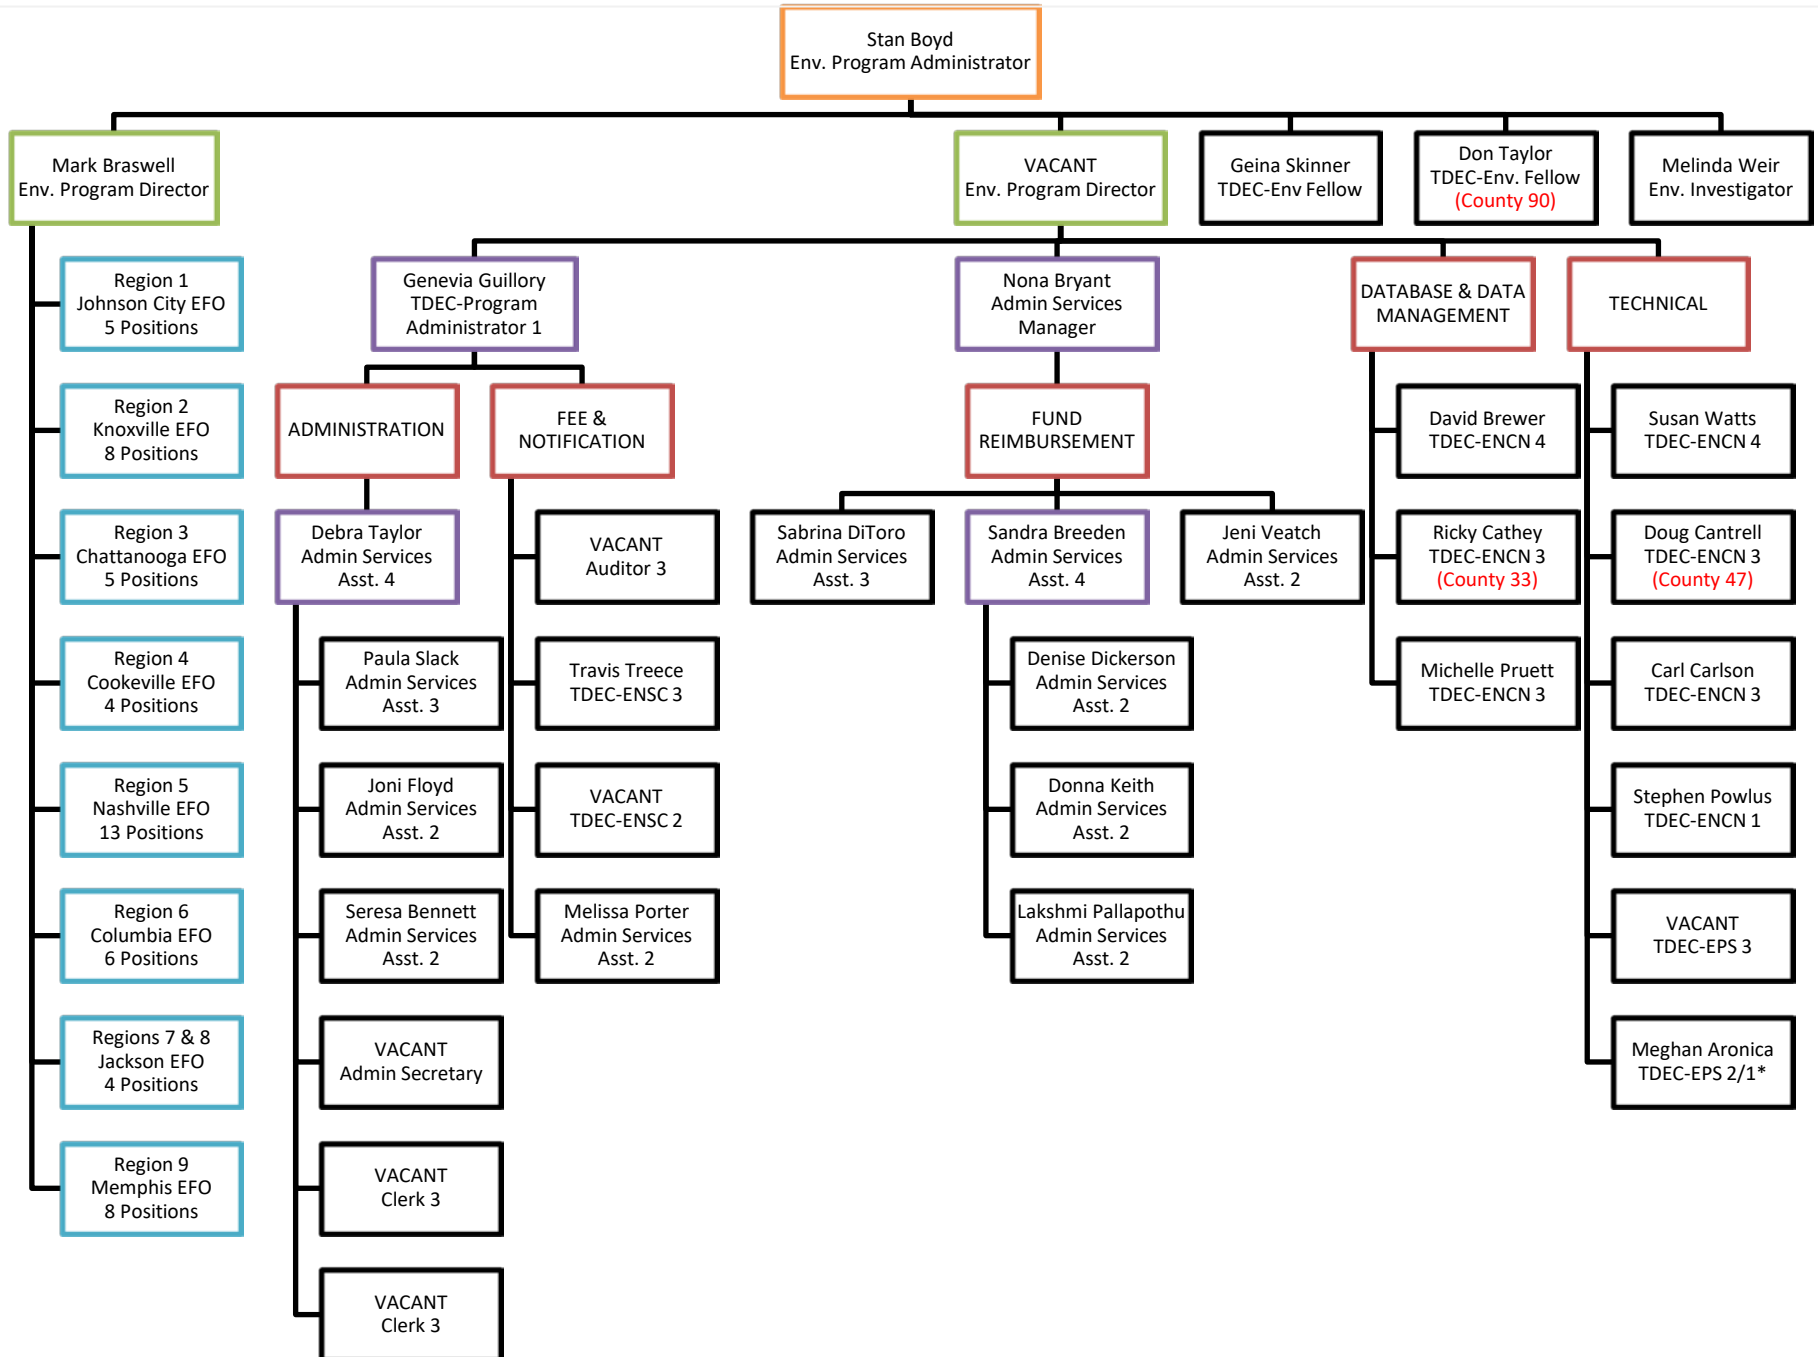 Stan Boyd
Env. Program Administrator
Mark Braswell
Env. Program Director
VACANT
Env. Program Director
Geina Skinner
TDEC-Env Fellow
Don Taylor
TDEC-Env. Fellow
(County 90)
Melinda Weir
Env. Investigator
Region 1
Johnson City EFO
5 Positions
Region 2
Knoxville EFO
8 Positions
Region 3
Chattanooga EFO
5 Positions
Region 4
Cookeville EFO
4 Positions
Region 5
Nashville EFO
13 Positions
Region 6
Columbia EFO
6 Positions
Regions 7 & 8
Jackson EFO
4 Positions
Region 9
Memphis EFO
8 Positions
Genevia Guillory
TDEC-Program
Administrator 1
ADMINISTRATION
Debra Taylor
Admin Services
Asst. 4
Paula Slack
Admin Services
Asst. 3
Joni Floyd
Admin Services
Asst. 2
Seresa Bennett
Admin Services
Asst. 2
VACANT
Admin Secretary
VACANT
Clerk 3
VACANT
Clerk 3
FEE &
NOTIFICATION
VACANT
Auditor 3
Travis Treece
TDEC-ENSC 3
VACANT
TDEC-ENSC 2
Melissa Porter
Admin Services
Asst. 2
Nona Bryant
Admin Services
Manager
FUND
REIMBURSEMENT
Sabrina DiToro
Admin Services
Asst. 3
Sandra Breeden
Admin Services
Asst. 4
Jeni Veatch
Admin Services
Asst. 2
Denise Dickerson
Admin Services
Asst. 2
Donna Keith
Admin Services
Asst. 2
Lakshmi Pallapothu
Admin Services
Asst. 2
DATABASE & DATA
MANAGEMENT
David Brewer
TDEC-ENCN 4
Ricky Cathey
TDEC-ENCN 3
(County 33)
Michelle Pruett
TDEC-ENCN 3
TECHNICAL
Susan Watts
TDEC-ENCN 4
Doug Cantrell
TDEC-ENCN 3
(County 47)
Carl Carlson
TDEC-ENCN 3
Stephen Powlus
TDEC-ENCN 1
VACANT
TDEC-EPS 3
Meghan Aronica
TDEC-EPS 2/1*